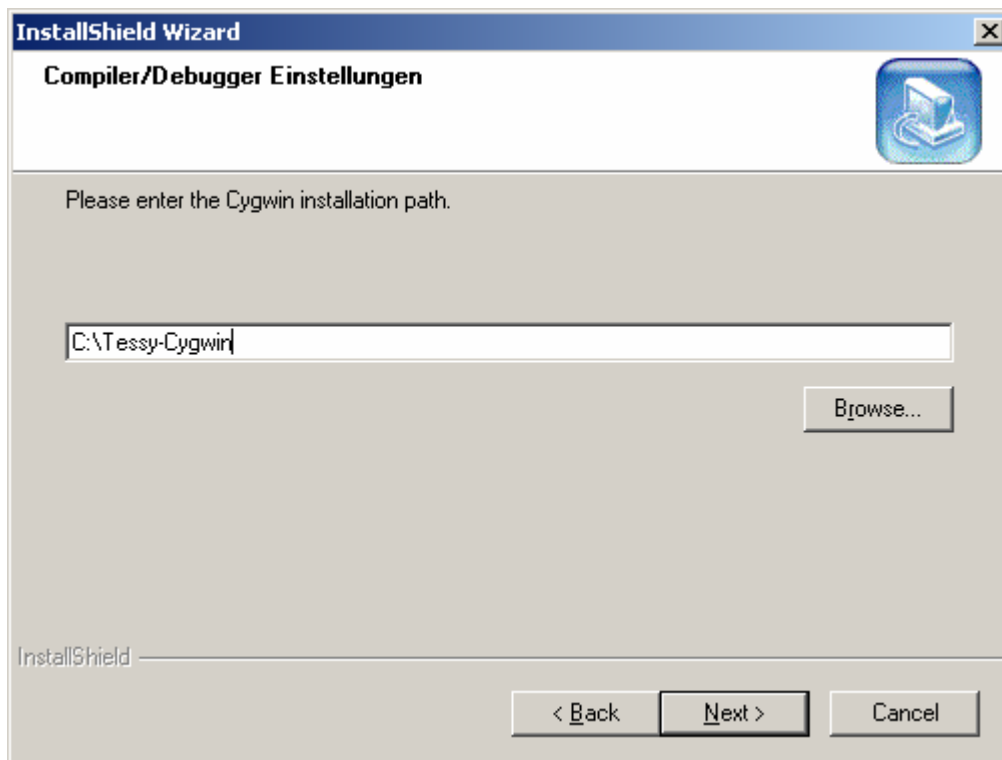 InstallShield Wizard
Compiler/Debugger Einstellungen
Please enter the Cygwin installation path.
C:\Tessy-Cygwin
Browse...
InstallShield
< Back
Next >
Cancel